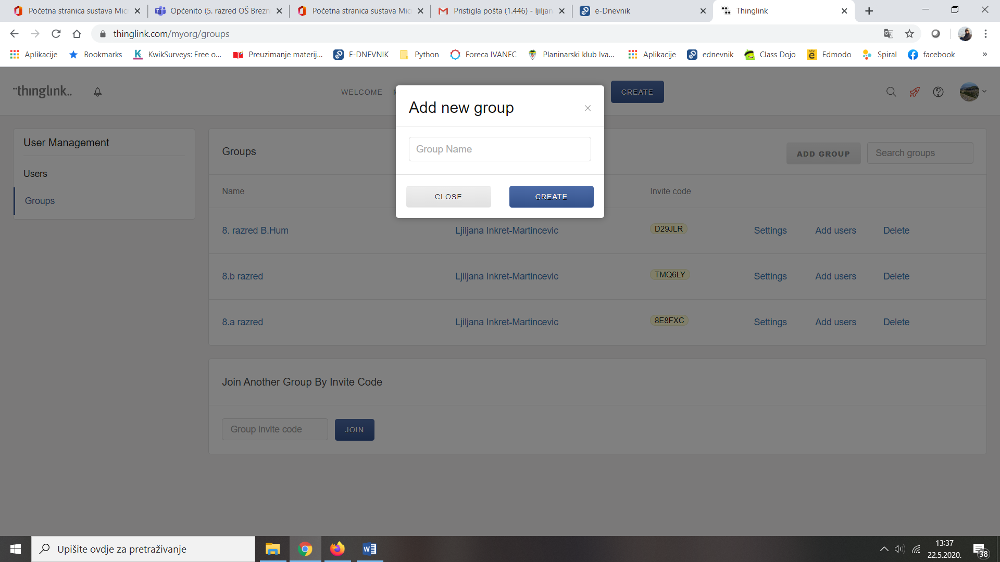 Početna stranica sustava Mic
Općenito (5. razred OŠ Brezn
Početna stranica sustava Mic
Pristigla pošta (1.446) - ljiljan
e-Dnevnik
Thinglink
thinglink.com/myorg/groups
Aplikacije
Bookmarks
KwikSurveys: Free o...
Preuzimanje materij...
E-DNEVNIK
Python
Foreca IVANEC
Planinarski klub Iva...
Aplikacije
ednevnik
Class Dojo
Edmodo
Spiral
facebook
»
thinglink..
WELCOME
CREATE
Add new group
Group Name
CLOSE
CREATE
User Management
Users
Groups
Groups
ADD GROUP
Search groups
Name
Invite code
8. razred B.Hum
Ljiljana Inkret-Martincevic
D29JLR
Settings
Add users
Delete
8.b razred
Ljiljana Inkret-Martincevic
TMQ6LY
Settings
Add users
Delete
8.a razred
Ljiljana Inkret-Martincevic
8E8FXC
Settings
Add users
Delete
Join Another Group By Invite Code
Group invite code
JOIN
Upišite ovdje za pretraživanje
13:37
22.5.2020.
38